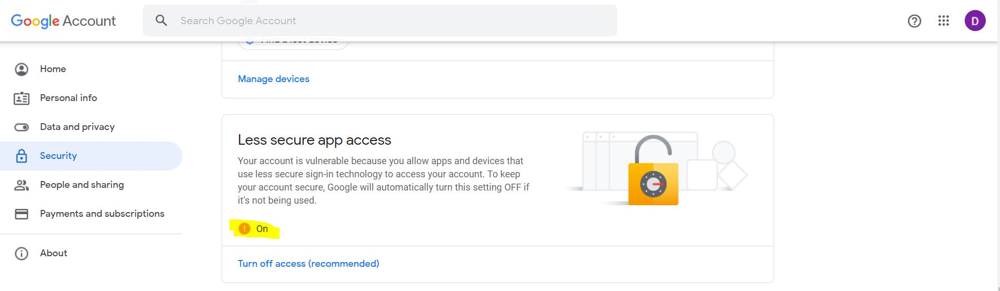 Google Account
Search Google Account
D
Find a lost device
Home
Personal info
Data and privacy
Security
People and sharing
Payments and subscriptions
About
Manage devices
Less secure app access
Your account is vulnerable because you allow apps and devices that
use less secure sign-in technology to access your account. To keep
your account secure, Google will automatically turn this setting OFF if
it’s not being used.
On
Turn off access (recommended)